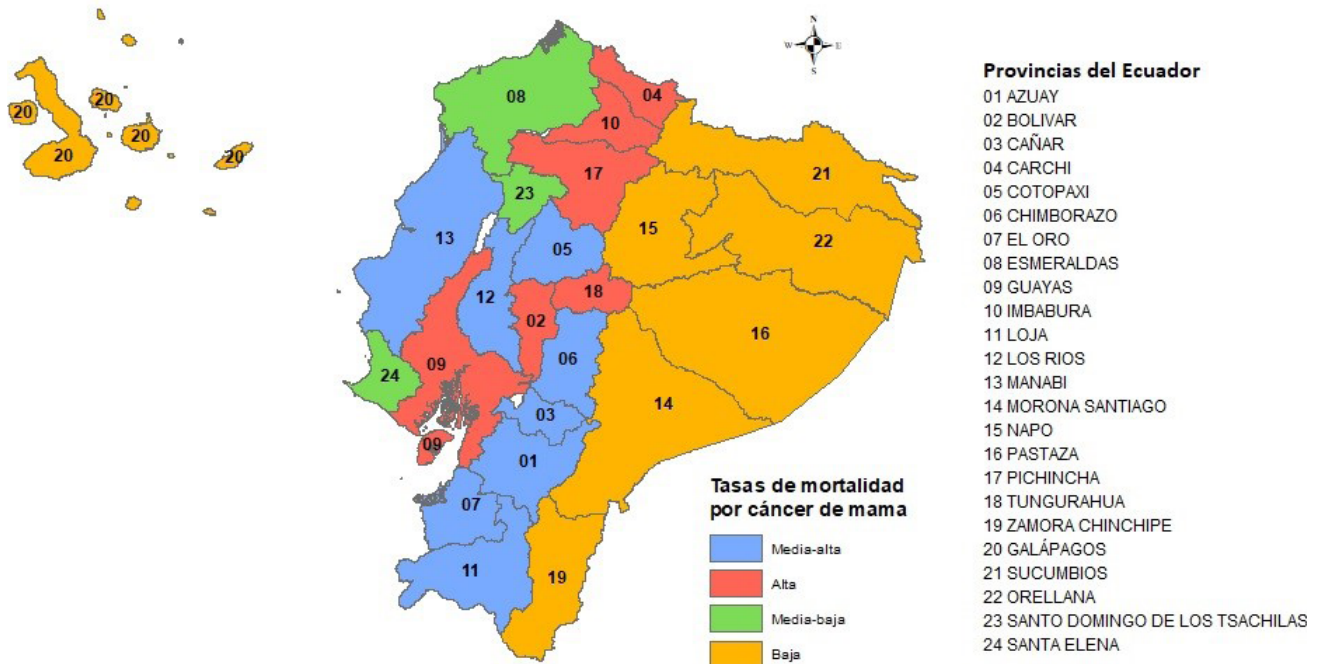 N
W E
S
20
20
20
20
20
08
04
10
17
23
21
15
22
13
05
12
18
02
16
09
06
24
14
03
09
01
07
11
19
Tasas de mortalidad
por cáncer de mama
Media-alta
Alta
Media-baja
Baja
Provincias del Ecuador
01 AZUAY
02 BOLIVAR
03 CAÑAR
04 CARCHI
05 COTOPAXI
06 CHIMBORAZO
07 EL ORO
08 ESMERALDAS
09 GUAYAS
10 IMBABURA
11 LOJA
12 LOS RIOS
13 MANABI
14 MORONA SANTIAGO
15 NAPO
16 PASTAZA
17 PICHINCHA
18 TUNGURAHUA
19 ZAMORA CHINCHIPE
20 GALÁPAGOS
21 SUCUMBIOS
22 ORELLANA
23 SANTO DOMINGO DE LOS TSACHILAS
24 SANTA ELENA